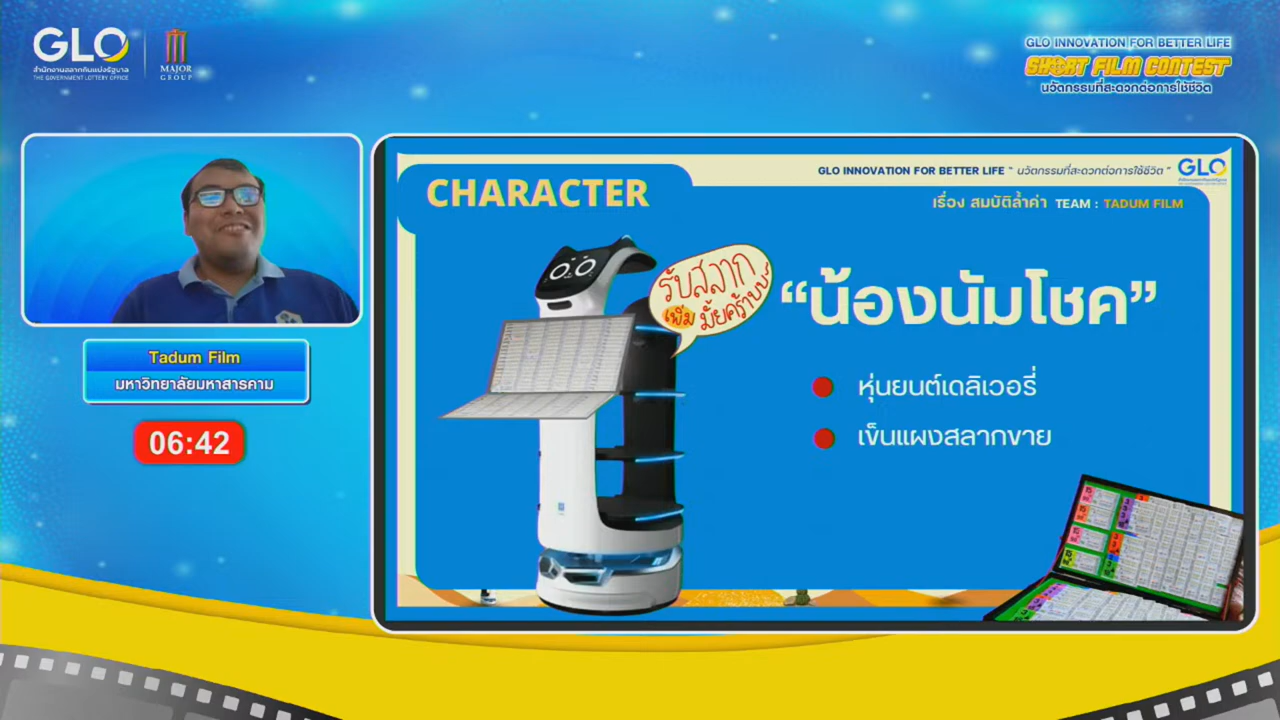 GLO
สำนักงานสลากกินแบ่งรัฐบาล
THE GOVERNMENT LOTTERY OFFICE
MAJOR
GROUP
GLO INNOVATION FOR BETTER LIFE
SHORT FILM CONTEST
นวัตกรรมที่สะดวกต่อการใช้ชีวิต
Tadum Film
มหาวิทยาลัยมหาสารคาม
06:42
CHARACTER
GLO INNOVATION FOR BETTER LIFE " นวัตกรรมที่สะดวกต่อการใช้ชีวิต "
GLO
เรื่อง สมบัติล้ำค่า TEAM : TADUM FILM
รับสลาก
เพิ่ม มั้ยคร้าบบบ
“น้องนัมโชค”
หุ่นยนต์เดลิเวอรี่
เข็นแผงสลากขาย